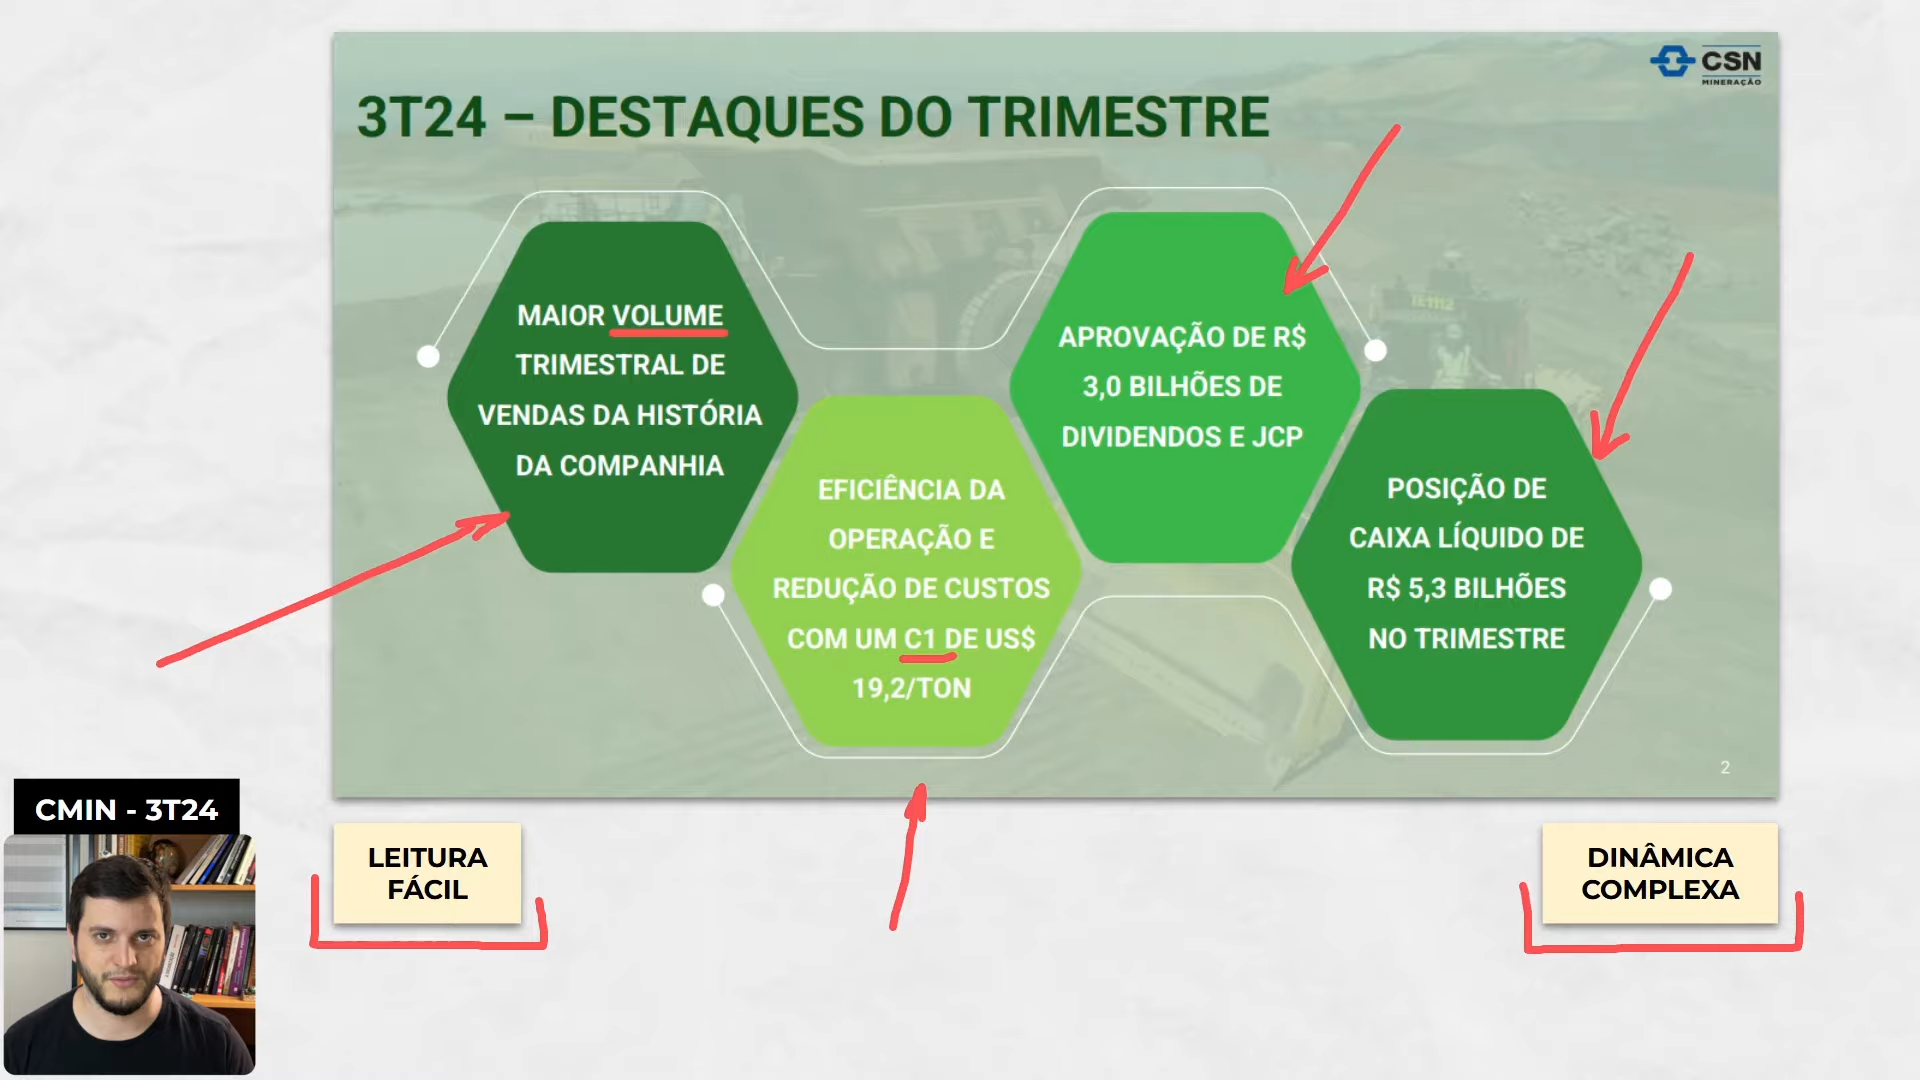 CSN
MINERAÇÃO
3T24 – DESTAQUES DO TRIMESTRE
MAIOR VOLUME
TRIMESTRAL DE
VENDAS DA HISTÓRIA
DA COMPANHIA
EFICIÊNCIA DA
OPERAÇÃO E
REDUÇÃO DE CUSTOS
COM UM C1 DE US$
19,2/TON
APROVAÇÃO DE R$
3,0 BILHÕES DE
DIVIDENDOS E JCP
POSIÇÃO DE
CAIXA LÍQUIDO DE
R$ 5,3 BILHÕES
NO TRIMESTRE
2
CMIN - 3T24
LEITURA
FÁCIL
DINÂMICA
COMPLEXA